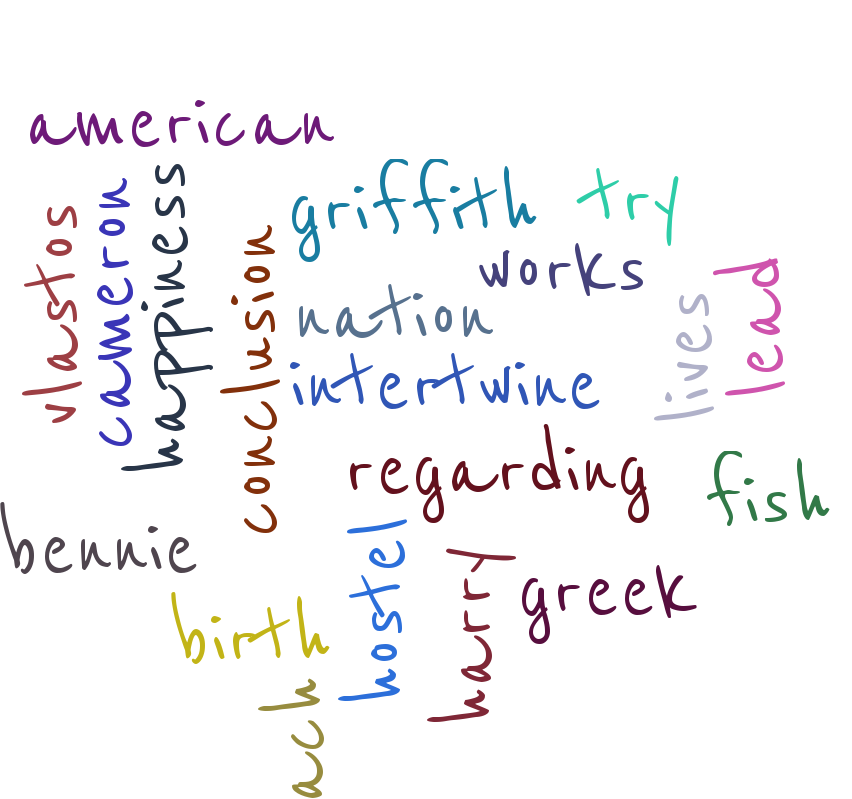 american
griffith
try
vlastos
cameron
happiness
conclusion
works
nation
lives
lead
intertwine
regarding
fish
bennie
hostel
harry
greek
birth
ach